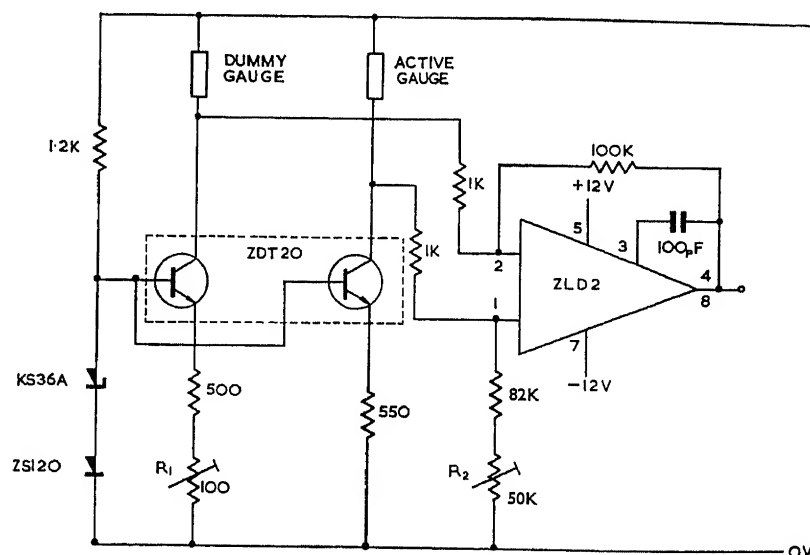 DUMMY
GAUGE
ACTIVE
GAUGE
1·2K
1K
100K
+12V
5
3
100pF
ZDT20
1K
2
ZLD2
4
8
1
7
-12V
KS36A
500
550
82K
ZS120
R1
100
R2
50K
0V